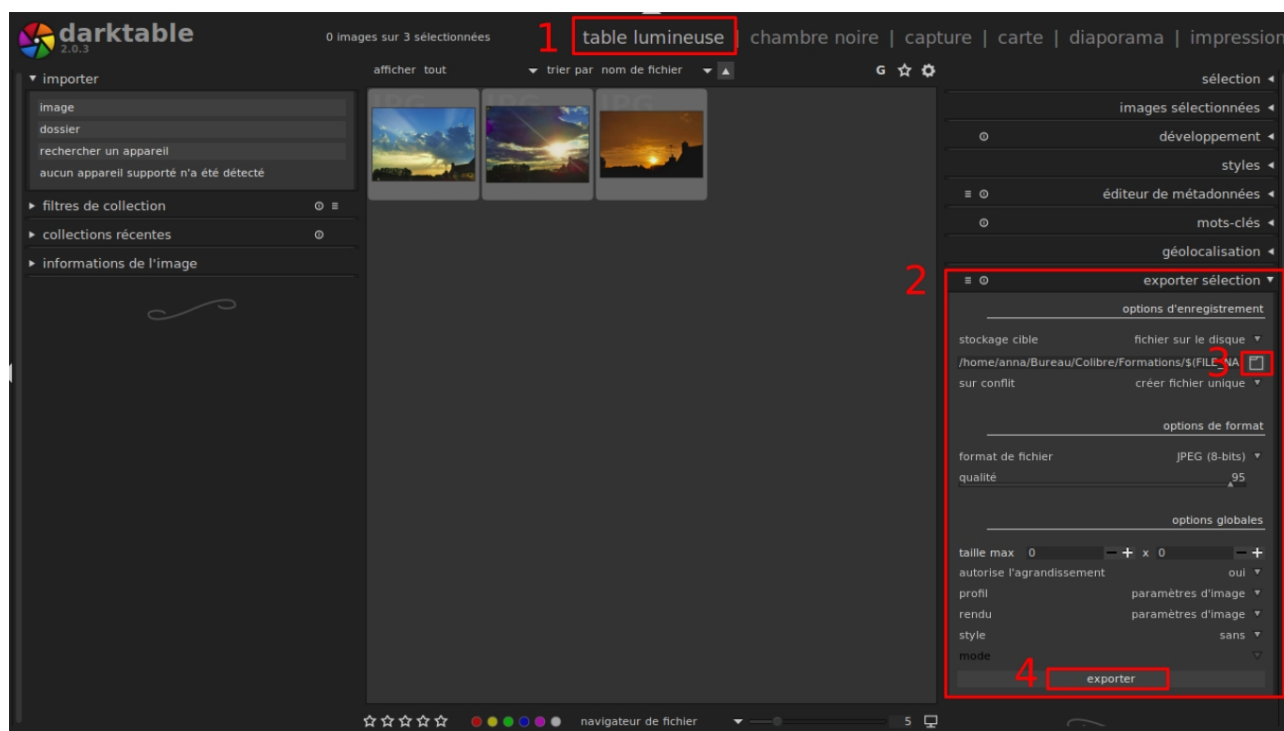 darktable
2.0.3
0 images sur 3 sélectionnées
1
table lumineuse | chambre noire | capture | carte | diaporama | impression
importer
image
dossier
rechercher un appareil
aucun appareil supporté n'a été détecté
filtres de collection
collections récentes
informations de l'image
afficher tout
trier par nom de fichier
G
JPG
JPG
JPG
sélection
images sélectionnées
développement
styles
éditeur de métadonnées
mots-clés
géolocalisation
2
exporter sélection
options d'enregistrement
stockage cible fichier sur le disque
/home/anna/Bureau/Colibre/Formations/$(FILE_NA
3
sur conflit créer fichier unique
options de format
format de fichier JPEG (8-bits)
qualité 95
options globales
taille max 0 − + x 0 − +
autorise l'agrandissement oui
profil paramètres d'image
rendu paramètres d'image
style sans
mode
4
exporter
navigateur de fichier
5